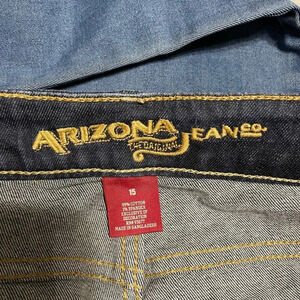 ARIZONA JEAN CO.
THE ORIGINAL
15
99% COTTON
1% SPANDEX
EXCLUSIVE OF
DECORATION
MADE IN BANGLADESH